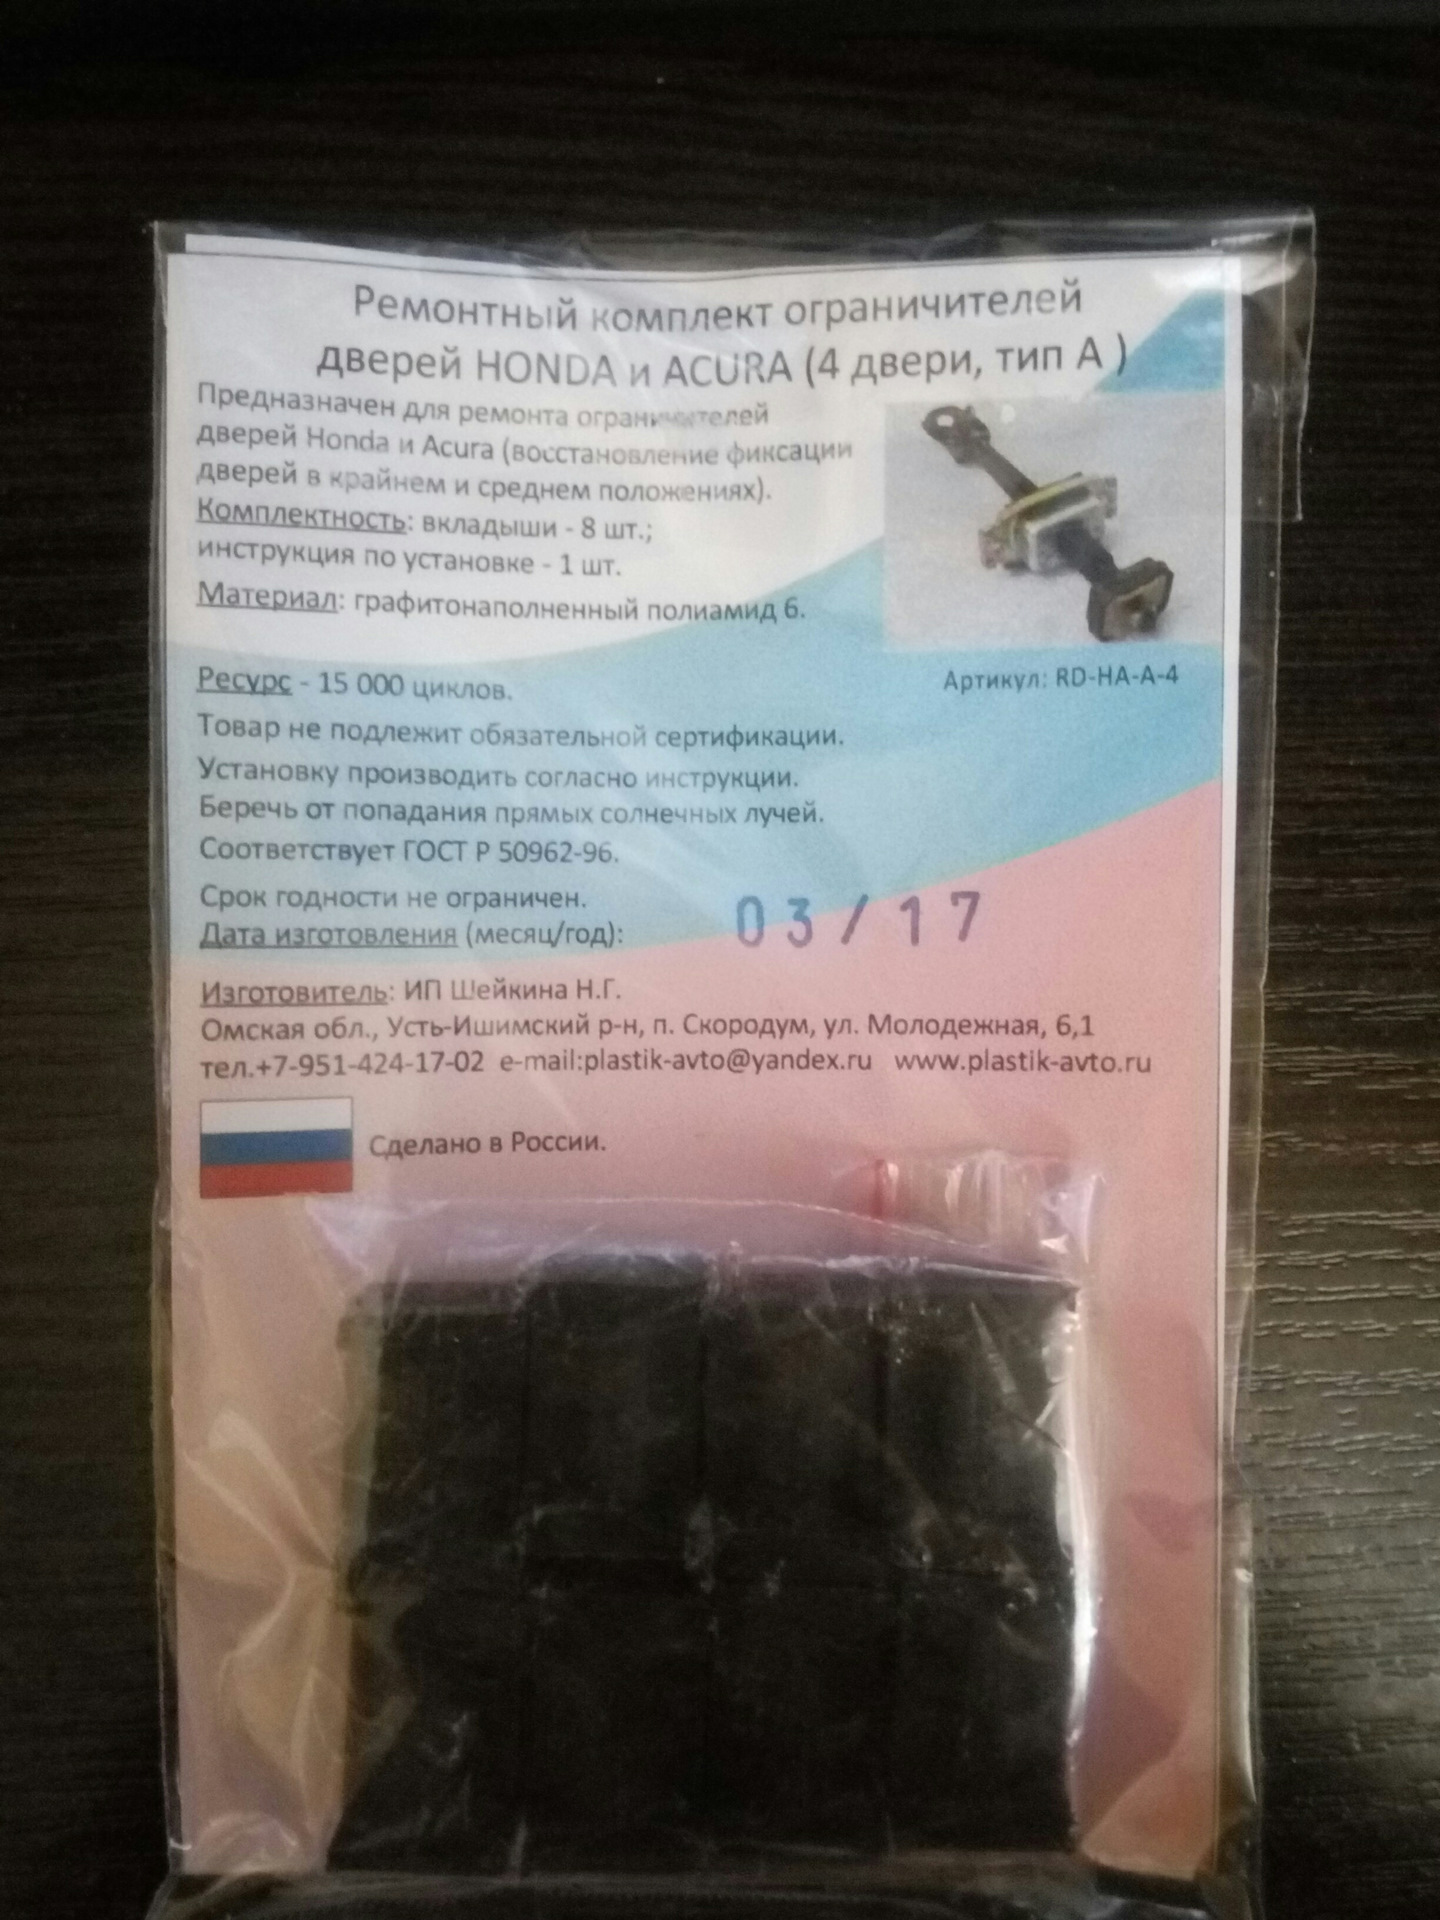 Ремонтный комплект ограничителей
дверей HONDA и ACURA (4 двери, тип А )
Предназначен для ремонта ограничителей
дверей Honda и Acura (восстановление фиксации
дверей в крайнем и среднем положениях).
Комплектность: вкладыши - 8 шт.;
инструкция по установке - 1 шт.
Материал: графитонаполненный полиамид 6.
Артикул: RD-HA-A-4
Ресурс - 15 000 циклов.
Товар не подлежит обязательной сертификации.
Установку производить согласно инструкции.
Беречь от попадания прямых солнечных лучей.
Соответствует ГОСТ Р 50962-96.
Срок годности не ограничен.
Дата изготовления (месяц/год): 03/17
Изготовитель: ИП Шейкина Н.Г.
Омская обл., Усть-Ишимский р-н, п. Скородум, ул. Молодежная, 6,1
тел.+7-951-424-17-02 e-mail:plastik-avto@yandex.ru www.plastik-avto.ru
Сделано в России.